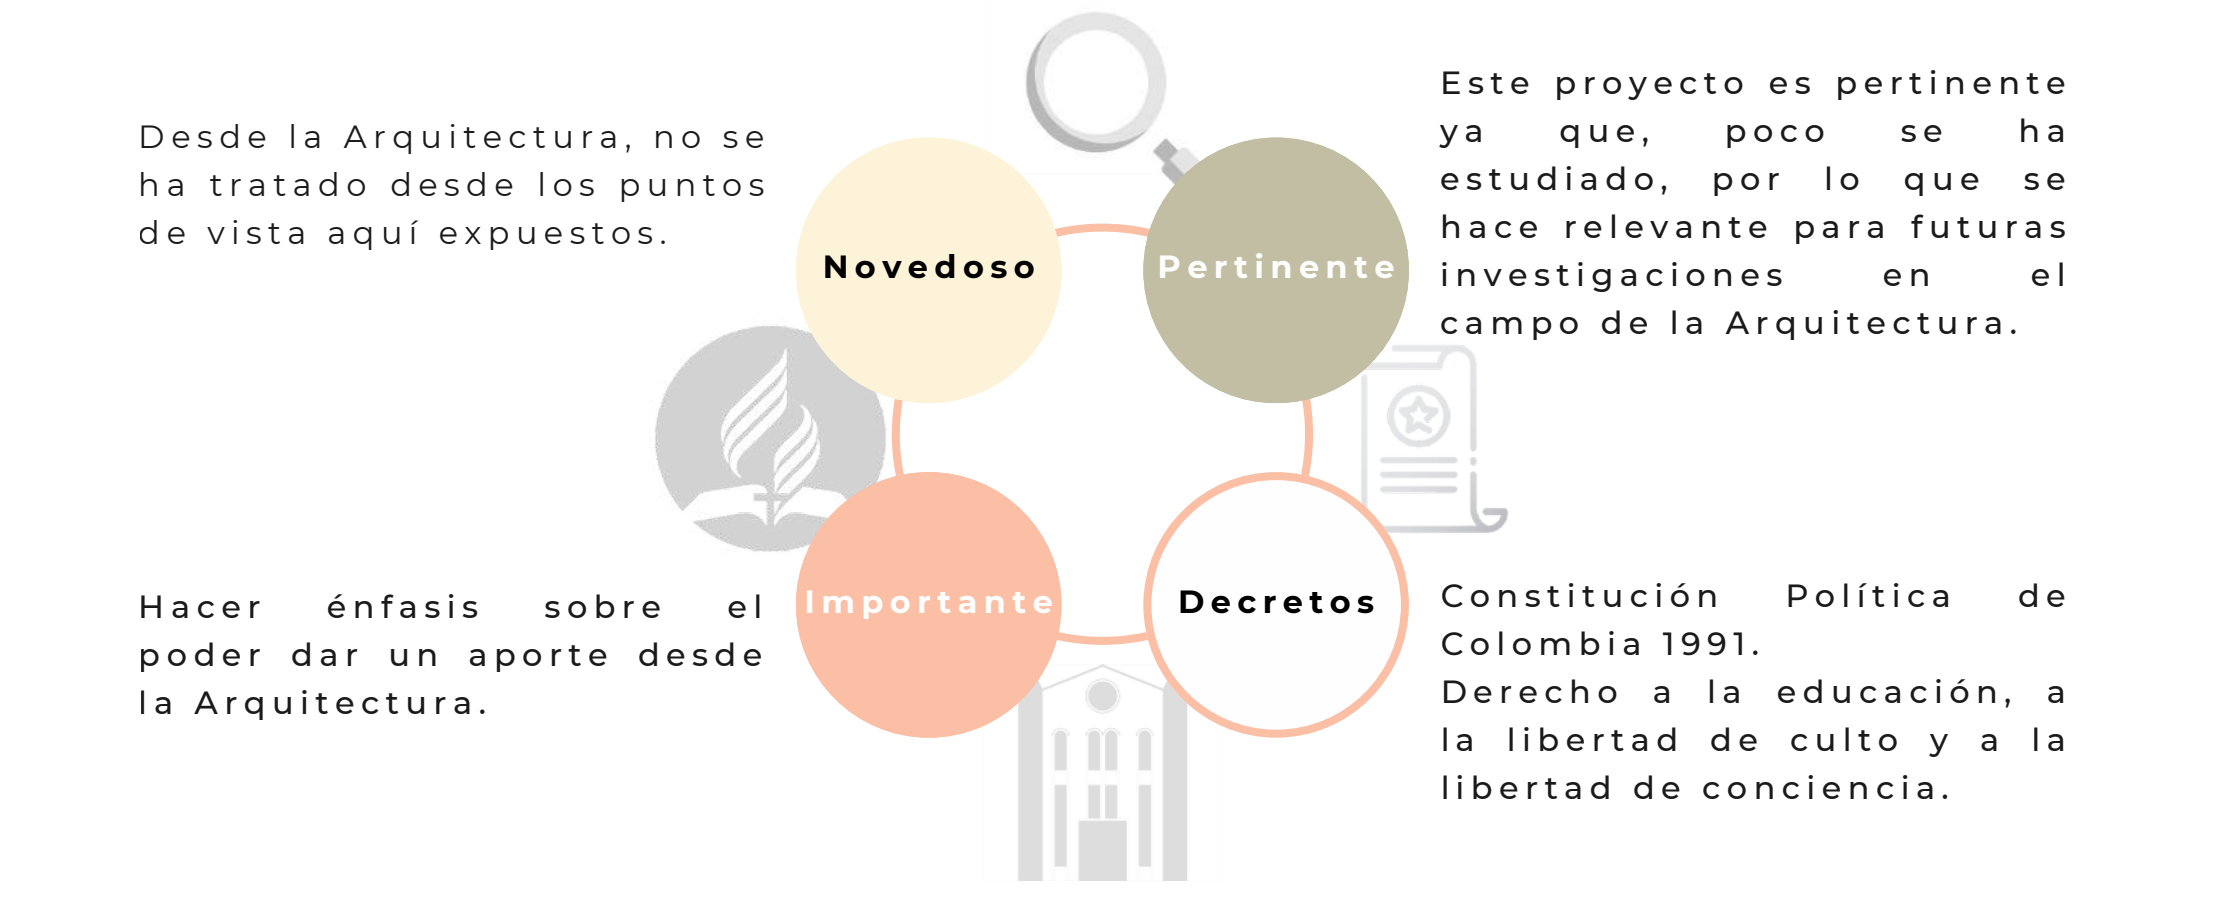 Desde la Arquitectura, no se
ha tratado desde los puntos
de vista aquí expuestos.
Novedoso
Pertinente
Este proyecto es pertinente
ya que, poco se ha
estudiado, por lo que se
hace relevante para futuras
investigaciones en el
campo de la Arquitectura.
Hacer énfasis sobre el
poder dar un aporte desde
la Arquitectura.
Importante
Decretos
Constitución Política de
Colombia 1991.
Derecho a la educación, a
la libertad de culto y a la
libertad de conciencia.